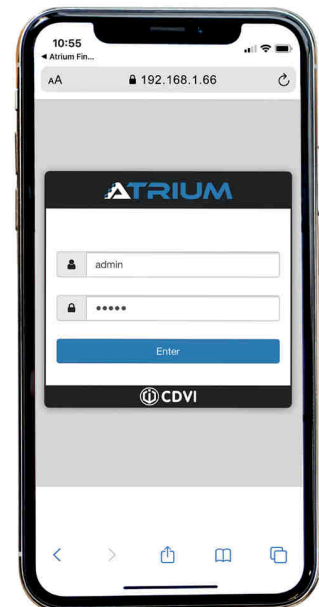 10:55
◀ Atrium Fin...
AA 192.168.1.66
ATRIUM
admin
•••••
Enter
CDVI